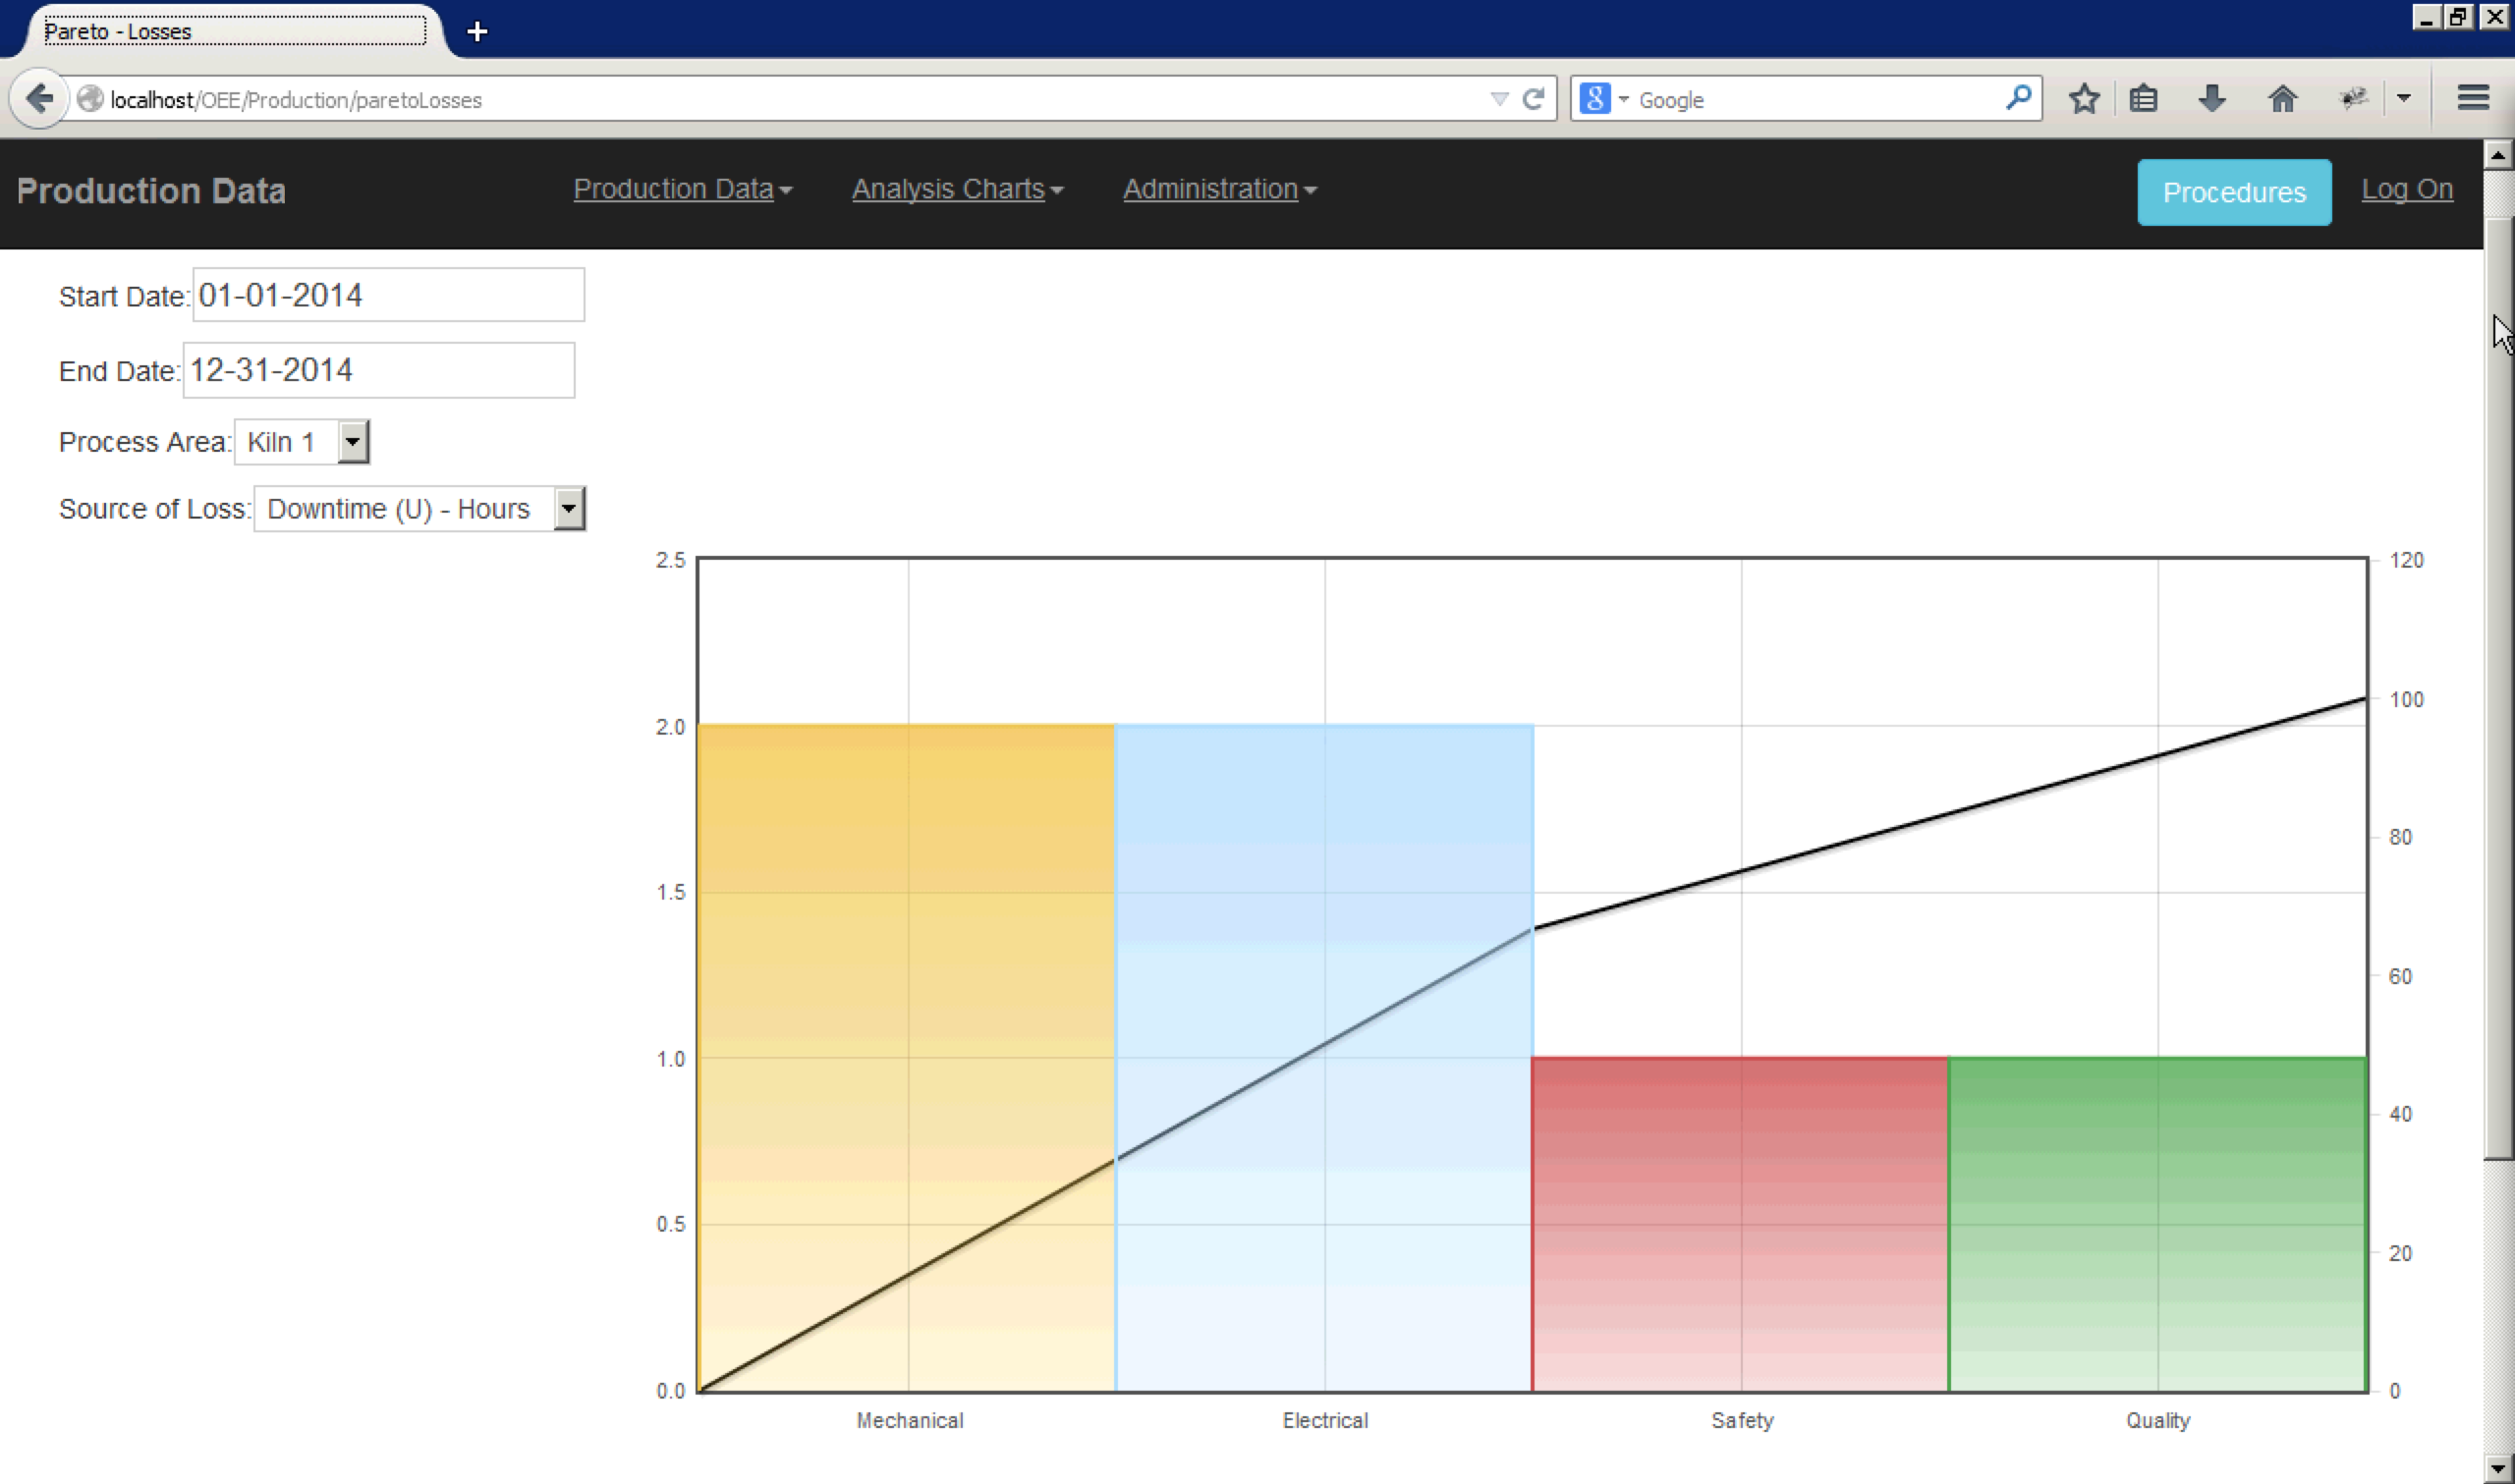 Pareto - Losses
localhost/OEE/Production/paretoLosses
8 Google
Production Data Production Data Analysis Charts Administration Procedures Log On
Start Date: 01-01-2014
End Date: 12-31-2014
Process Area: Kiln 1
Source of Loss: Downtime (U) - Hours
2.5 120
100
2.0
80
1.5
60
1.0
40
0.5
20
0.0 0
Mechanical Electrical Safety Quality